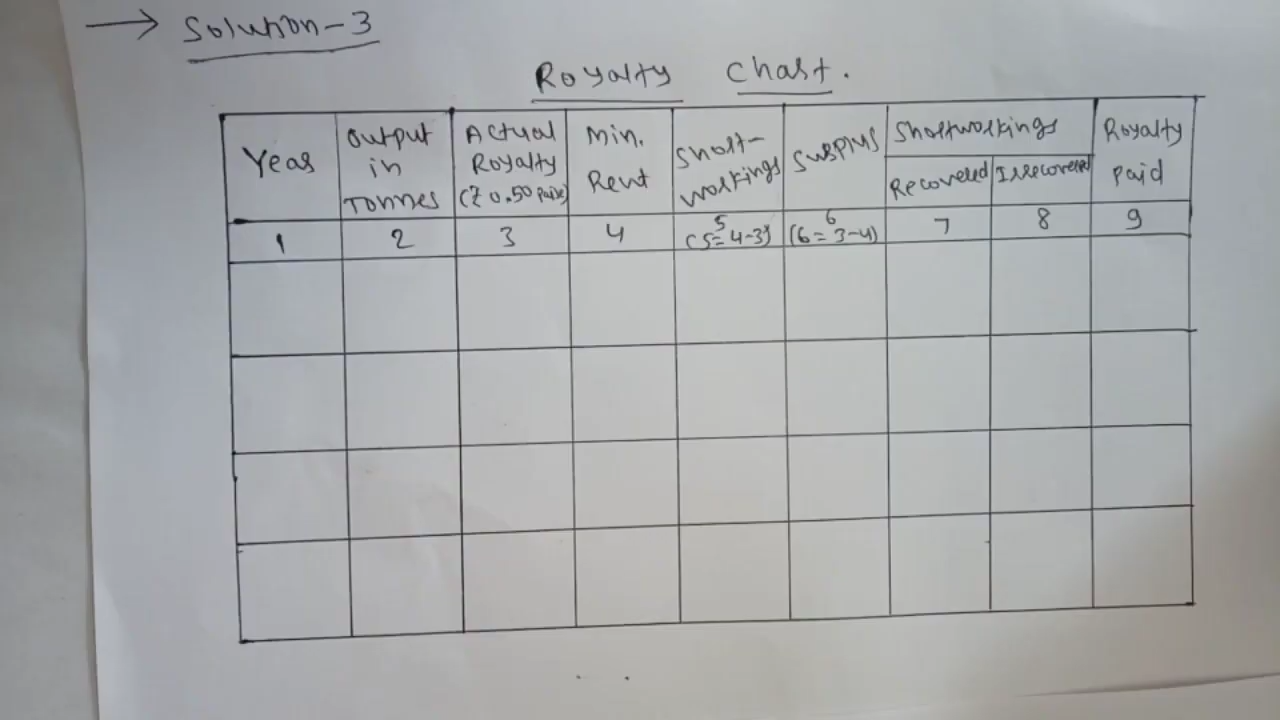 → Solution-3
Royalty Chart.
Year
Output
in
Tonnes
Actual
Royalty
(₹ 0.50 paise)
Min.
Rent
Short-
workings
Surplus
Shortworkings
Recovered
Irrecovered
Royalty
Paid
1
2
3
4
5
(5=4-3)
6
(6=3-4)
7
8
9